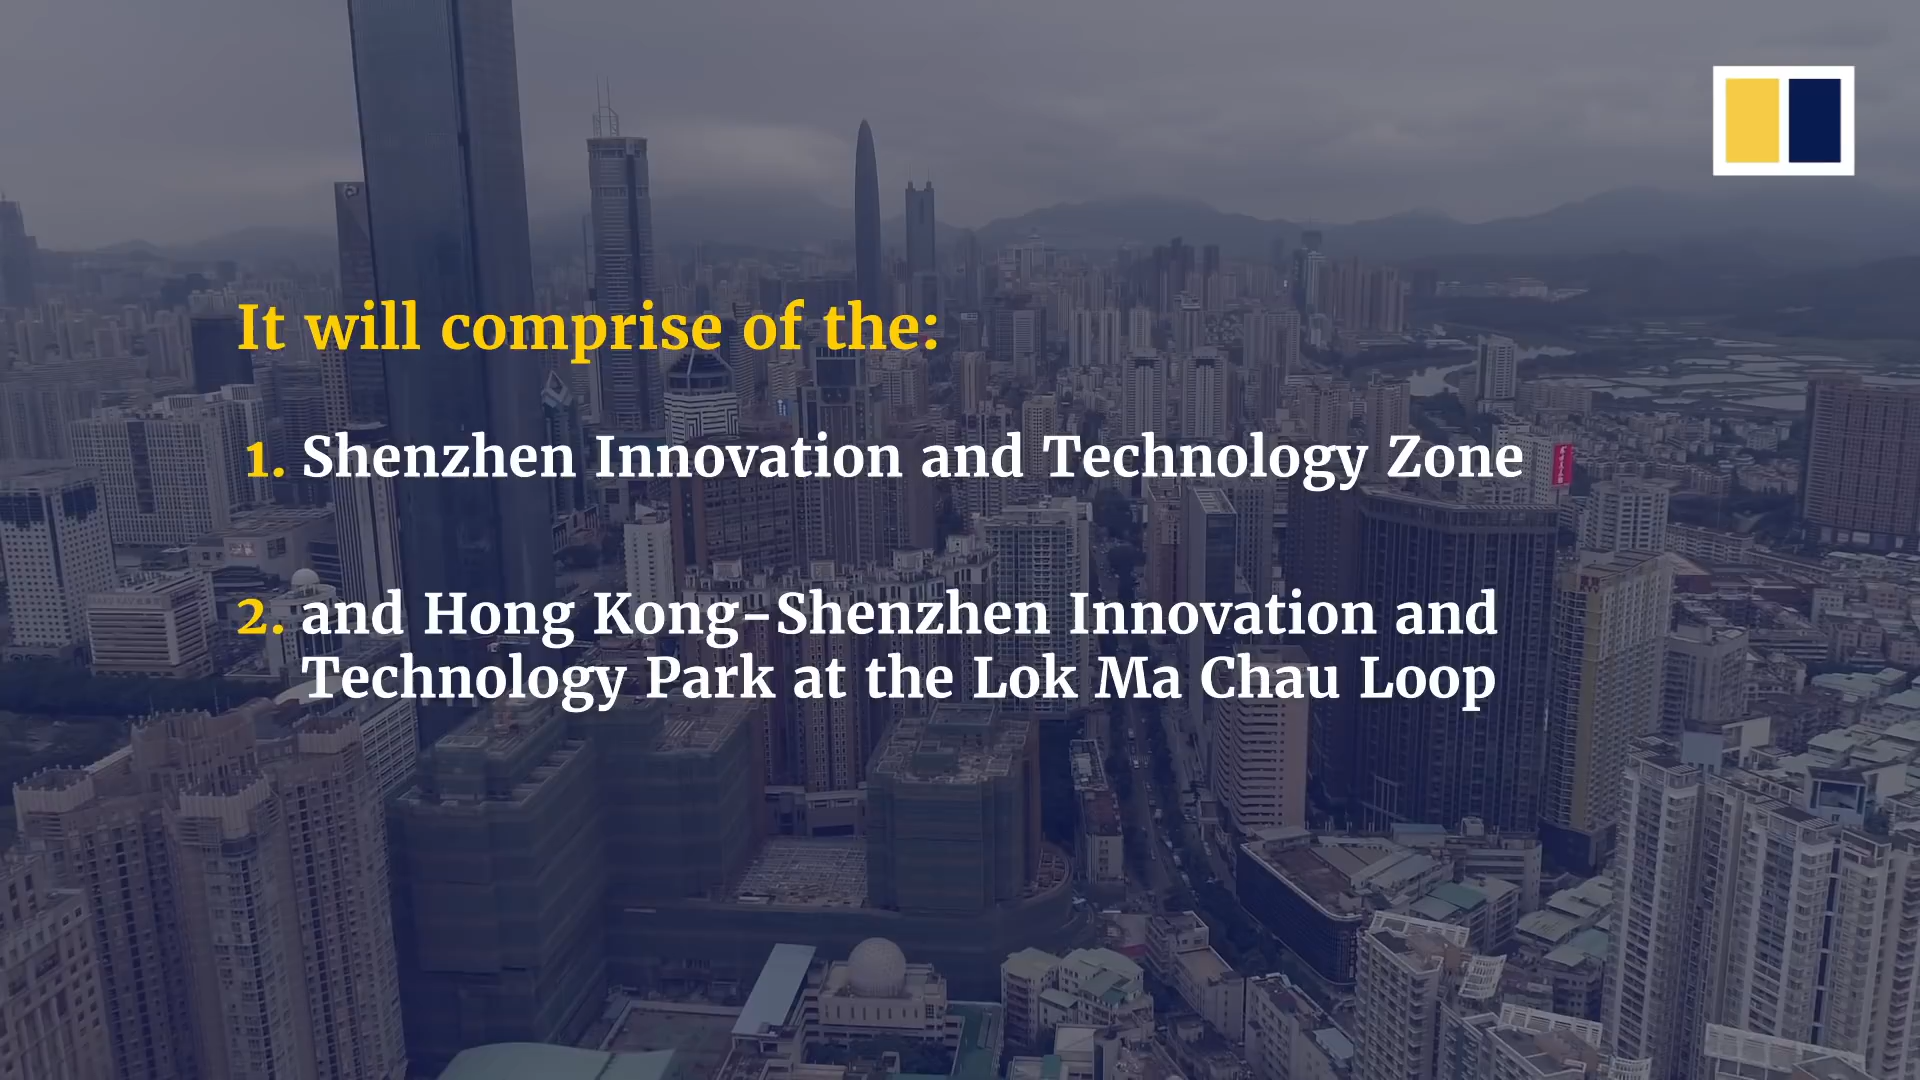 It will comprise of the:
1. Shenzhen Innovation and Technology Zone
2. and Hong Kong-Shenzhen Innovation and
Technology Park at the Lok Ma Chau Loop